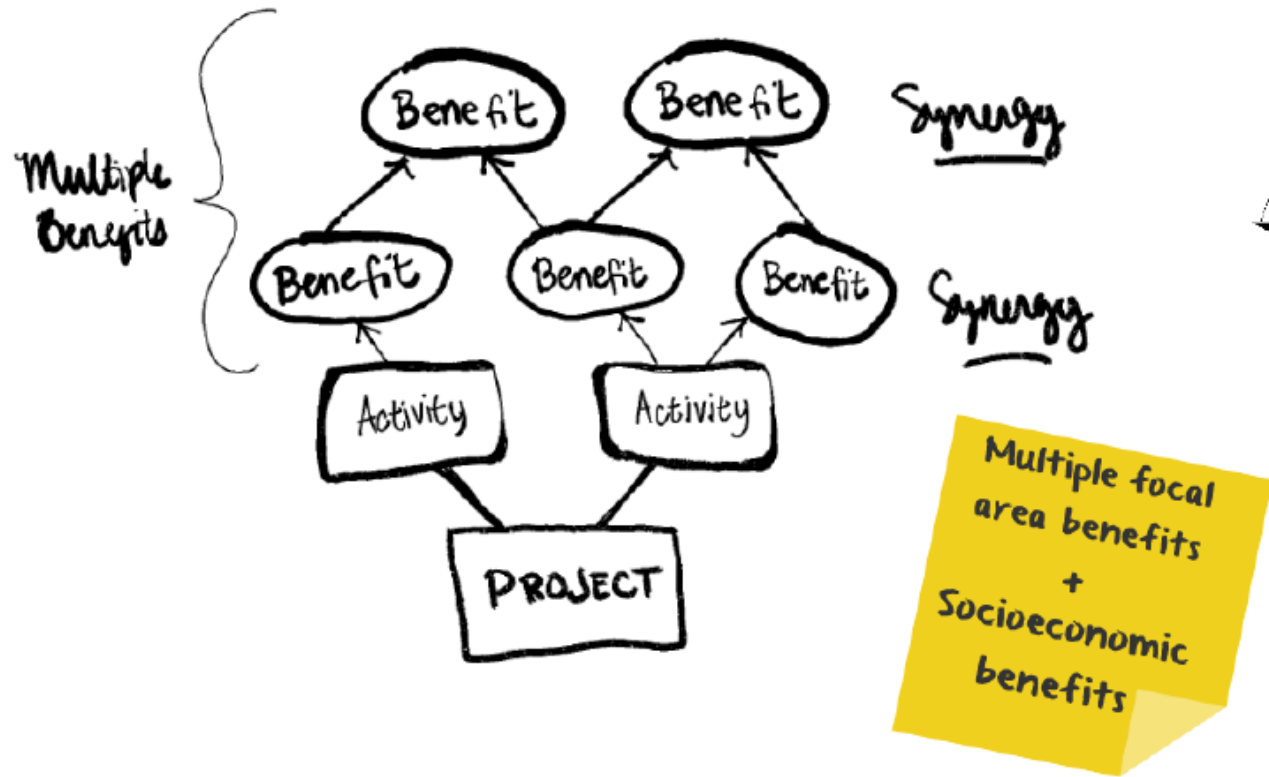 Benefit
Benefit
Synergy
Multiple
Benefits
Benefit
Benefit
Benefit
Synergy
Activity
Activity
PROJECT
Multiple focal
area benefits
+
Socioeconomic
benefits